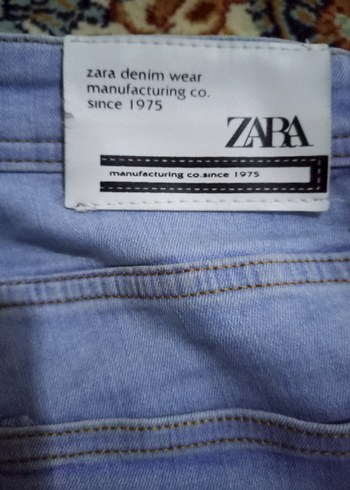 zara denim wear
manufacturing co.
since 1975
ZARA
manufacturing co.since 1975